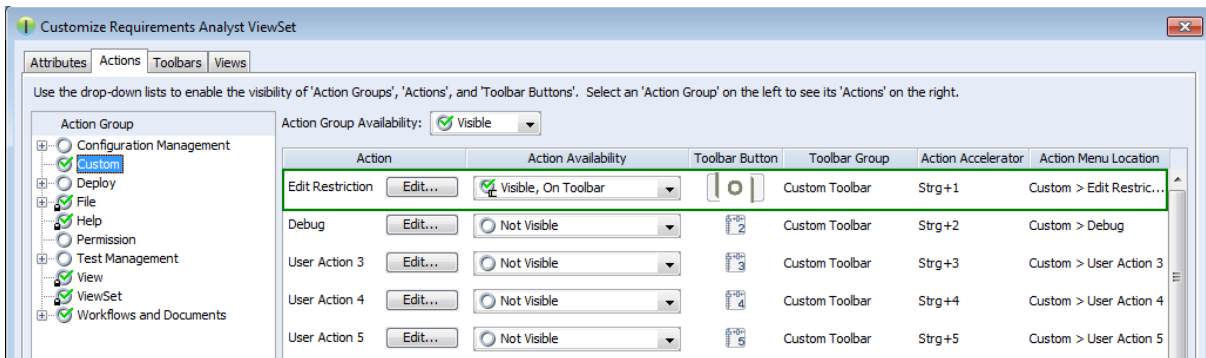 Customize Requirements Analyst ViewSet
Attributes Actions Toolbars Views
Use the drop-down lists to enable the visibility of 'Action Groups', 'Actions', and 'Toolbar Buttons'. Select an 'Action Group' on the left to see its 'Actions' on the right.
Action Group
Configuration Management
Custom
Deploy
File
Help
Permission
Test Management
View
ViewSet
Workflows and Documents
Action Group Availability: Visible
Action Action Availability Toolbar Button Toolbar Group Action Accelerator Action Menu Location
Edit Restriction Edit... Visible, On Toolbar Custom Toolbar Strg+1 Custom > Edit Restric...
Debug Edit... Not Visible 2 Custom Toolbar Strg+2 Custom > Debug
User Action 3 Edit... Not Visible 3 Custom Toolbar Strg+3 Custom > User Action 3
User Action 4 Edit... Not Visible 4 Custom Toolbar Strg+4 Custom > User Action 4
User Action 5 Edit... Not Visible 5 Custom Toolbar Strg+5 Custom > User Action 5